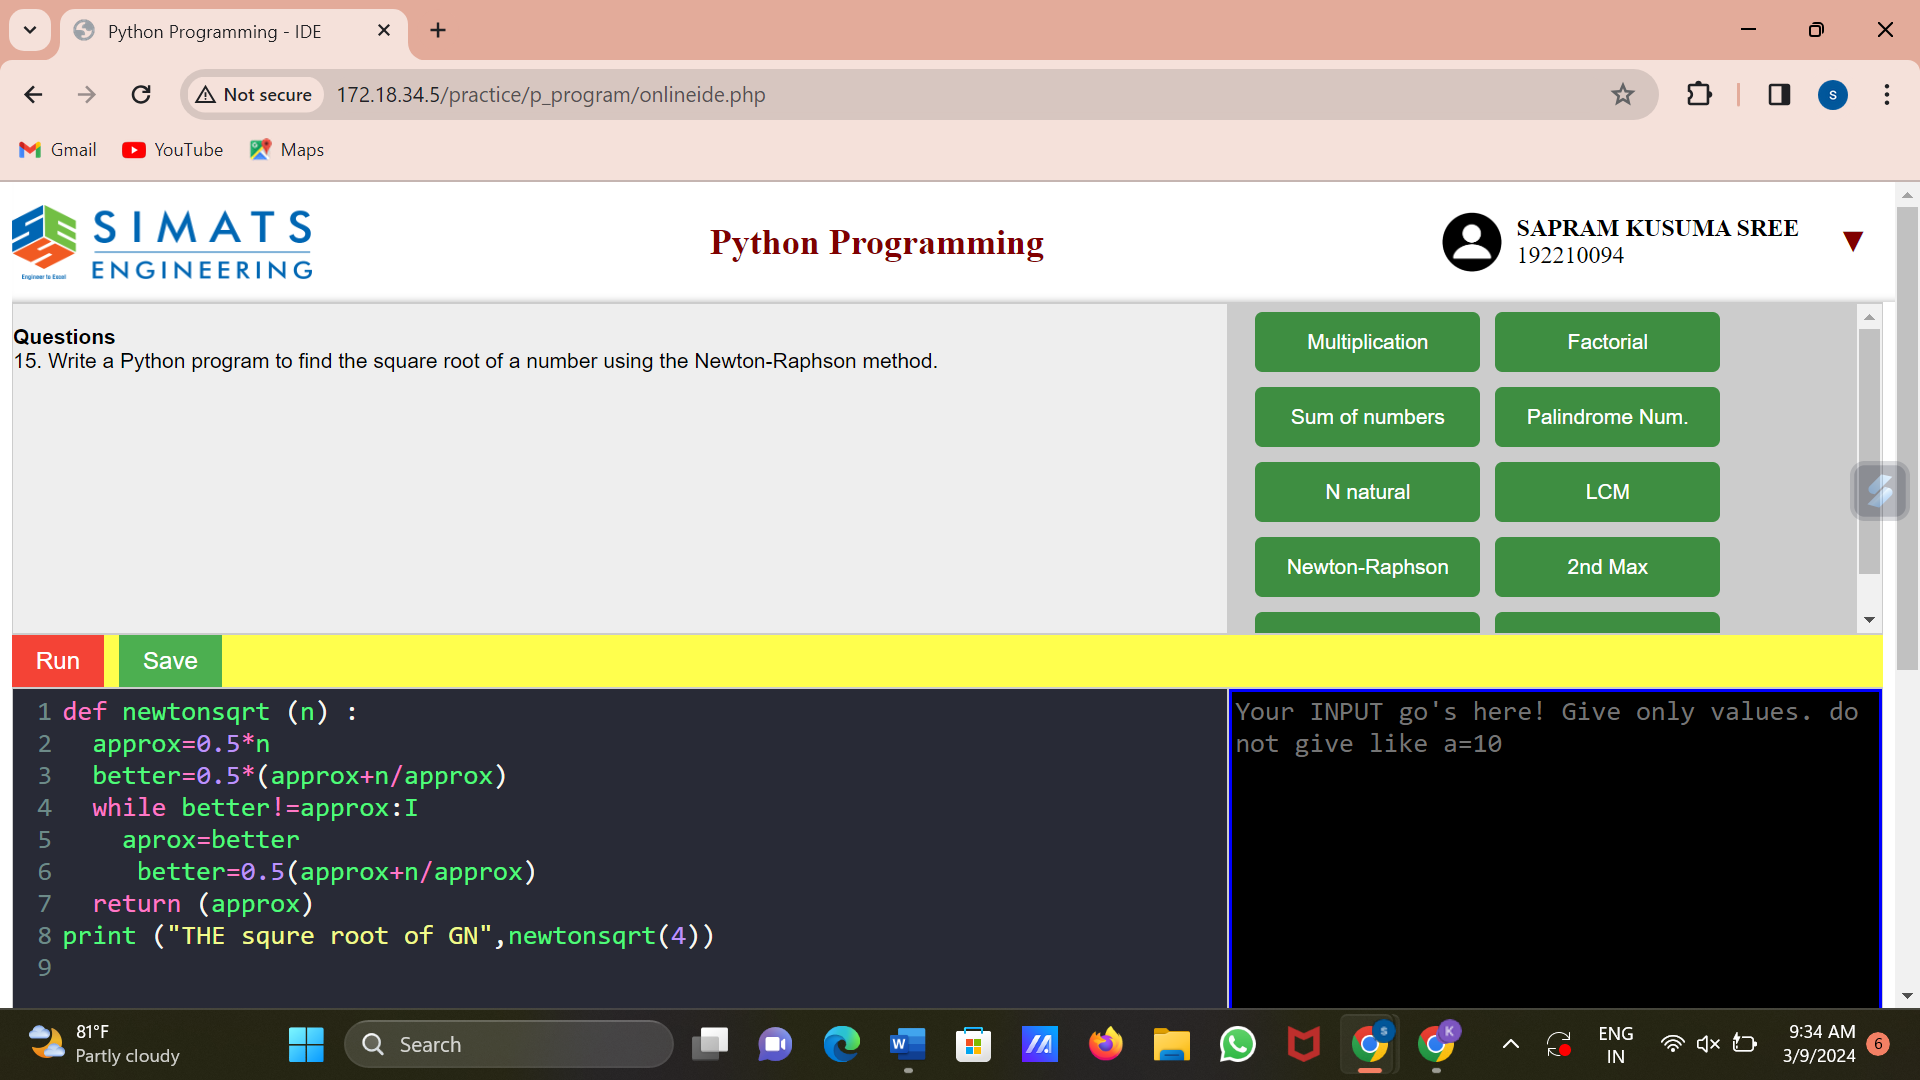 Python Programming - IDE
Not secure
172.18.34.5/practice/p_program/onlineide.php
S
Gmail
YouTube
Maps
SIMATS
ENGINEERING
Engineer to Excel
Python Programming
SAPRAM KUSUMA SREE
192210094
Questions
15. Write a Python program to find the square root of a number using the Newton-Raphson method.
Multiplication
Factorial
Sum of numbers
Palindrome Num.
N natural
LCM
Newton-Raphson
2nd Max
Run
Save
1 def newtonsqrt (n) :
2   approx=0.5*n
3   better=0.5*(approx+n/approx)
4   while better!=approx:I
5     aprox=better
6      better=0.5(approx+n/approx)
7   return (approx)
8 print ("THE squre root of GN",newtonsqrt(4))
9
Your INPUT go's here! Give only values. do
not give like a=10
81°F
Partly cloudy
Search
W
S
K
ENG
IN
9:34 AM
3/9/2024
6